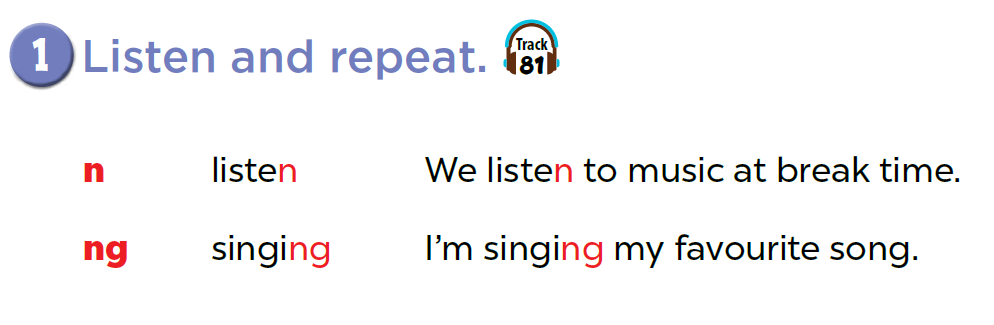 1 Listen and repeat. Track 81
n listen We listen to music at break time.
ng singing I'm singing my favourite song.